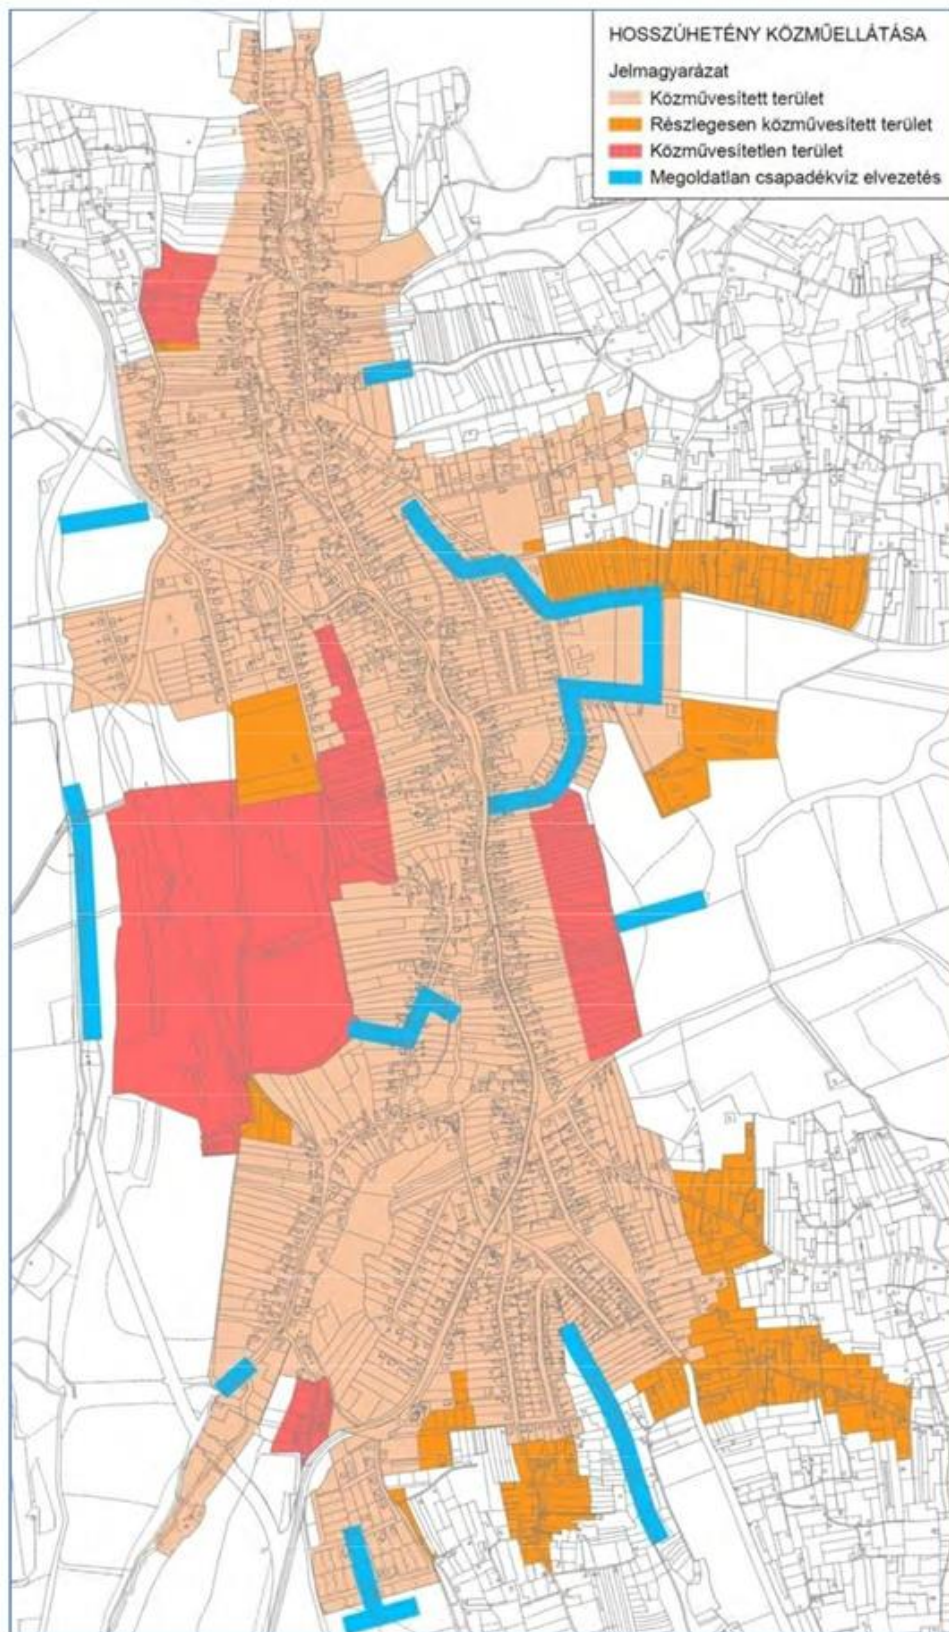 HOSSZÚHETÉNY KÖZMŰELLÁTÁSA
Jelmagyarázat
Közművesített terület
Részlegesen közművesített terület
Közművesítetlen terület
Megoldatlan csapadékvíz elvezetés